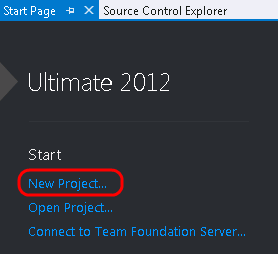 Start Page Source Control Explorer
Ultimate 2012
Start
New Project...
Open Project...
Connect to Team Foundation Server...